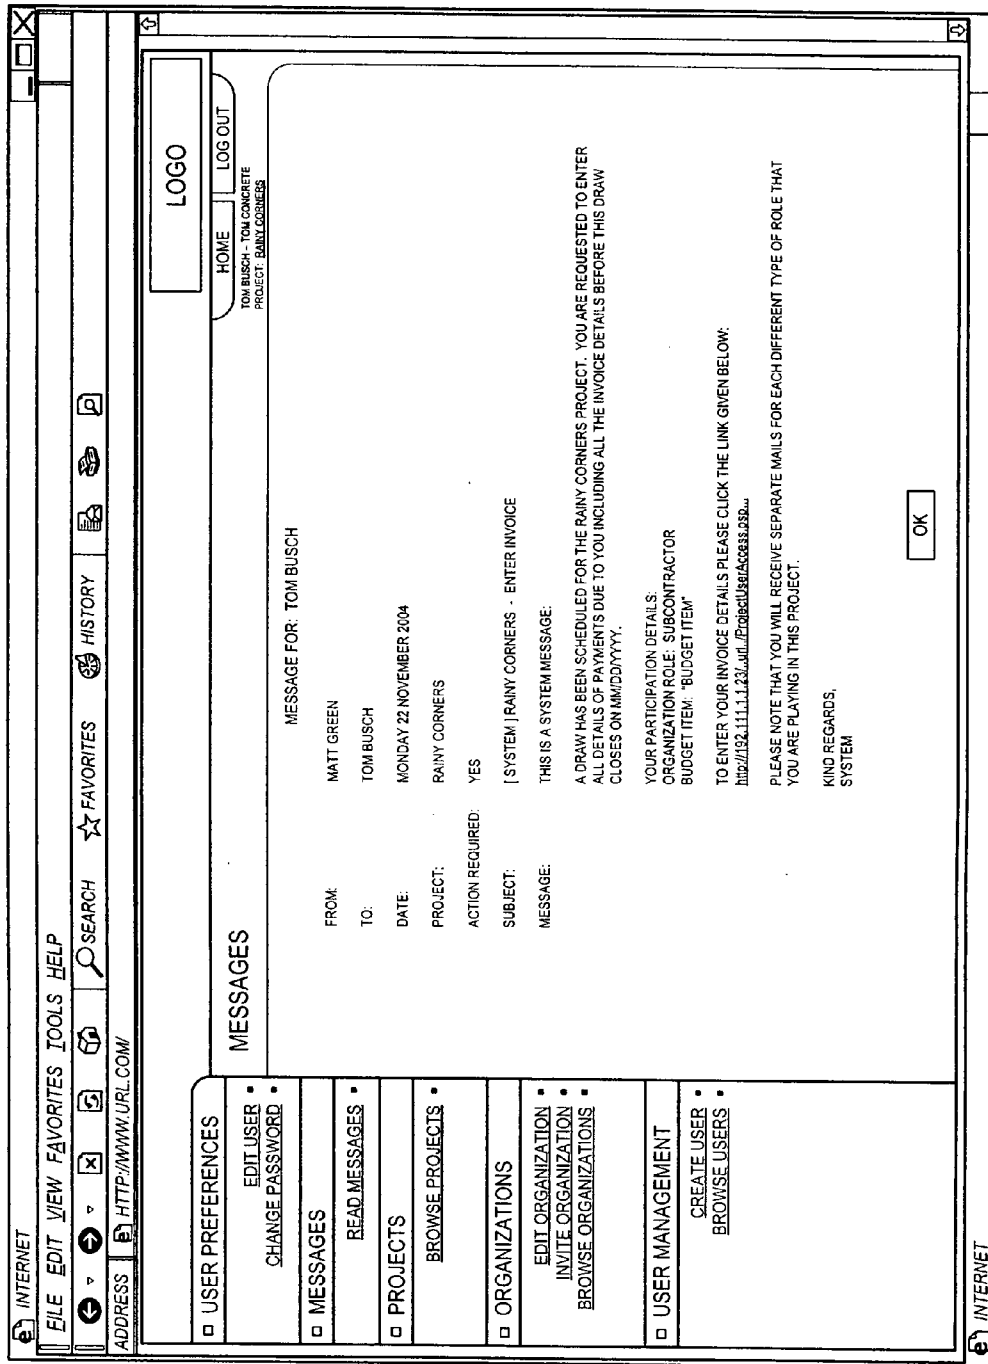 INTERNET
FILE EDIT VIEW FAVORITES TOOLS HELP
SEARCH FAVORITES HISTORY
ADDRESS HTTP://WWW.URL.COM/
LOGO
HOME LOG OUT
TOM BUSCH - TOM CONCRETE
PROJECT: RAINY CORNERS
USER PREFERENCES
EDIT USER
CHANGE PASSWORD
MESSAGES
READ MESSAGES
PROJECTS
BROWSE PROJECTS
ORGANIZATIONS
EDIT ORGANIZATION
INVITE ORGANIZATION
BROWSE ORGANIZATIONS
USER MANAGEMENT
CREATE USER
BROWSE USERS
MESSAGES
MESSAGE FOR: TOM BUSCH
FROM: MATT GREEN
TO: TOM BUSCH
DATE: MONDAY 22 NOVEMBER 2004
PROJECT: RAINY CORNERS
ACTION REQUIRED: YES
SUBJECT: [ SYSTEM ] RAINY CORNERS - ENTER INVOICE
MESSAGE: THIS IS A SYSTEM MESSAGE:
A DRAW HAS BEEN SCHEDULED FOR THE RAINY CORNERS PROJECT. YOU ARE REQUESTED TO ENTER
ALL DETAILS OF PAYMENTS DUE TO YOU INCLUDING ALL THE INVOICE DETAILS BEFORE THIS DRAW
CLOSES ON MM/DD/YYYY.
YOUR PARTICIPATION DETAILS:
ORGANIZATION ROLE: SUBCONTRACTOR
BUDGET ITEM: "BUDGET ITEM"
TO ENTER YOUR INVOICE DETAILS PLEASE CLICK THE LINK GIVEN BELOW:
http://192.111.1.23/..url../ProjectUserAccess.psp...
PLEASE NOTE THAT YOU WILL RECEIVE SEPARATE MAILS FOR EACH DIFFERENT TYPE OF ROLE THAT
YOU ARE PLAYING IN THIS PROJECT.
KIND REGARDS,
SYSTEM
OK
INTERNET